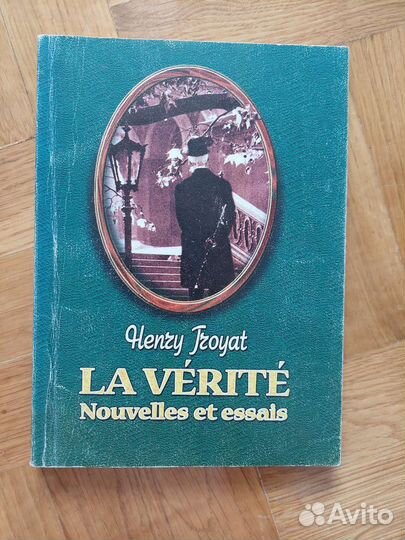 Henry Troyat
LA VÉRITÉ
Nouvelles et essais
Avito